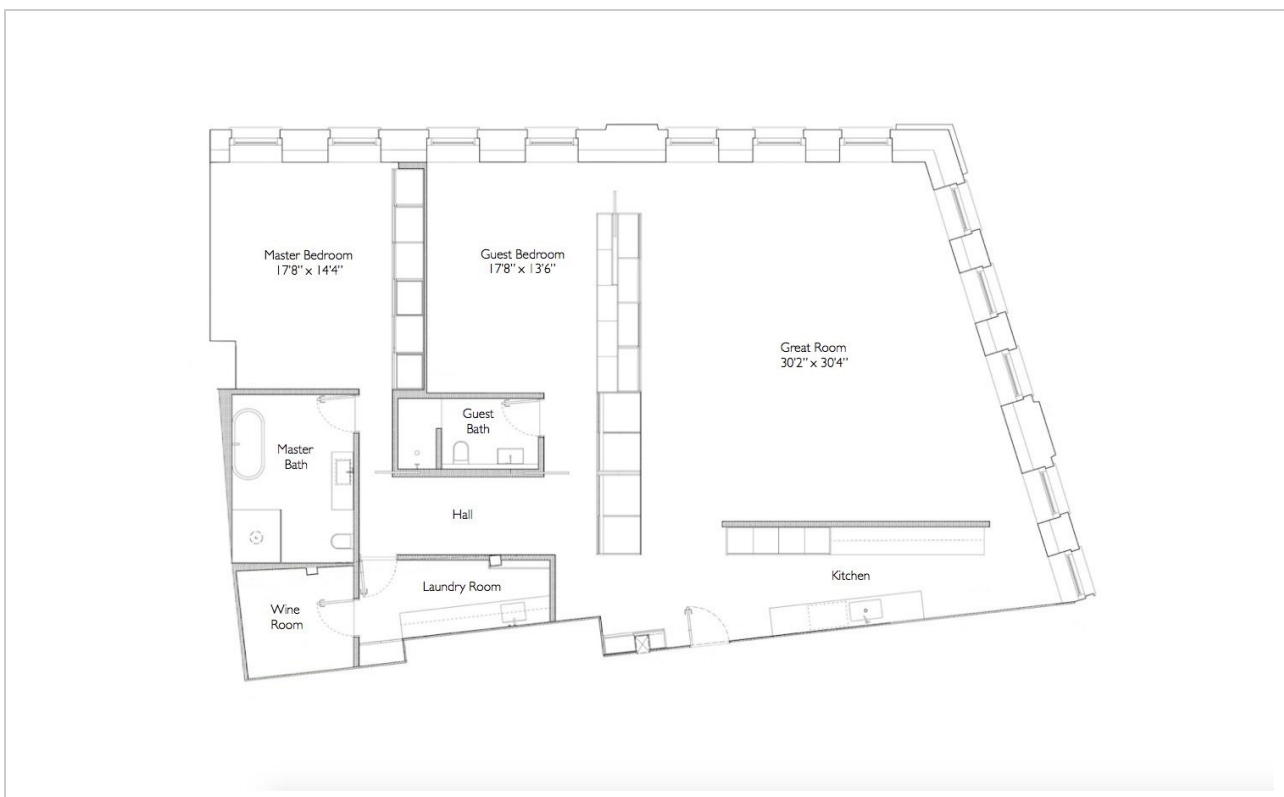 Master Bedroom
17'8" x 14'4"
Guest Bedroom
17'8" x 13'6"
Great Room
30'2" x 30'4"
Guest
Bath
Master
Bath
Hall
Kitchen
Laundry Room
Wine
Room